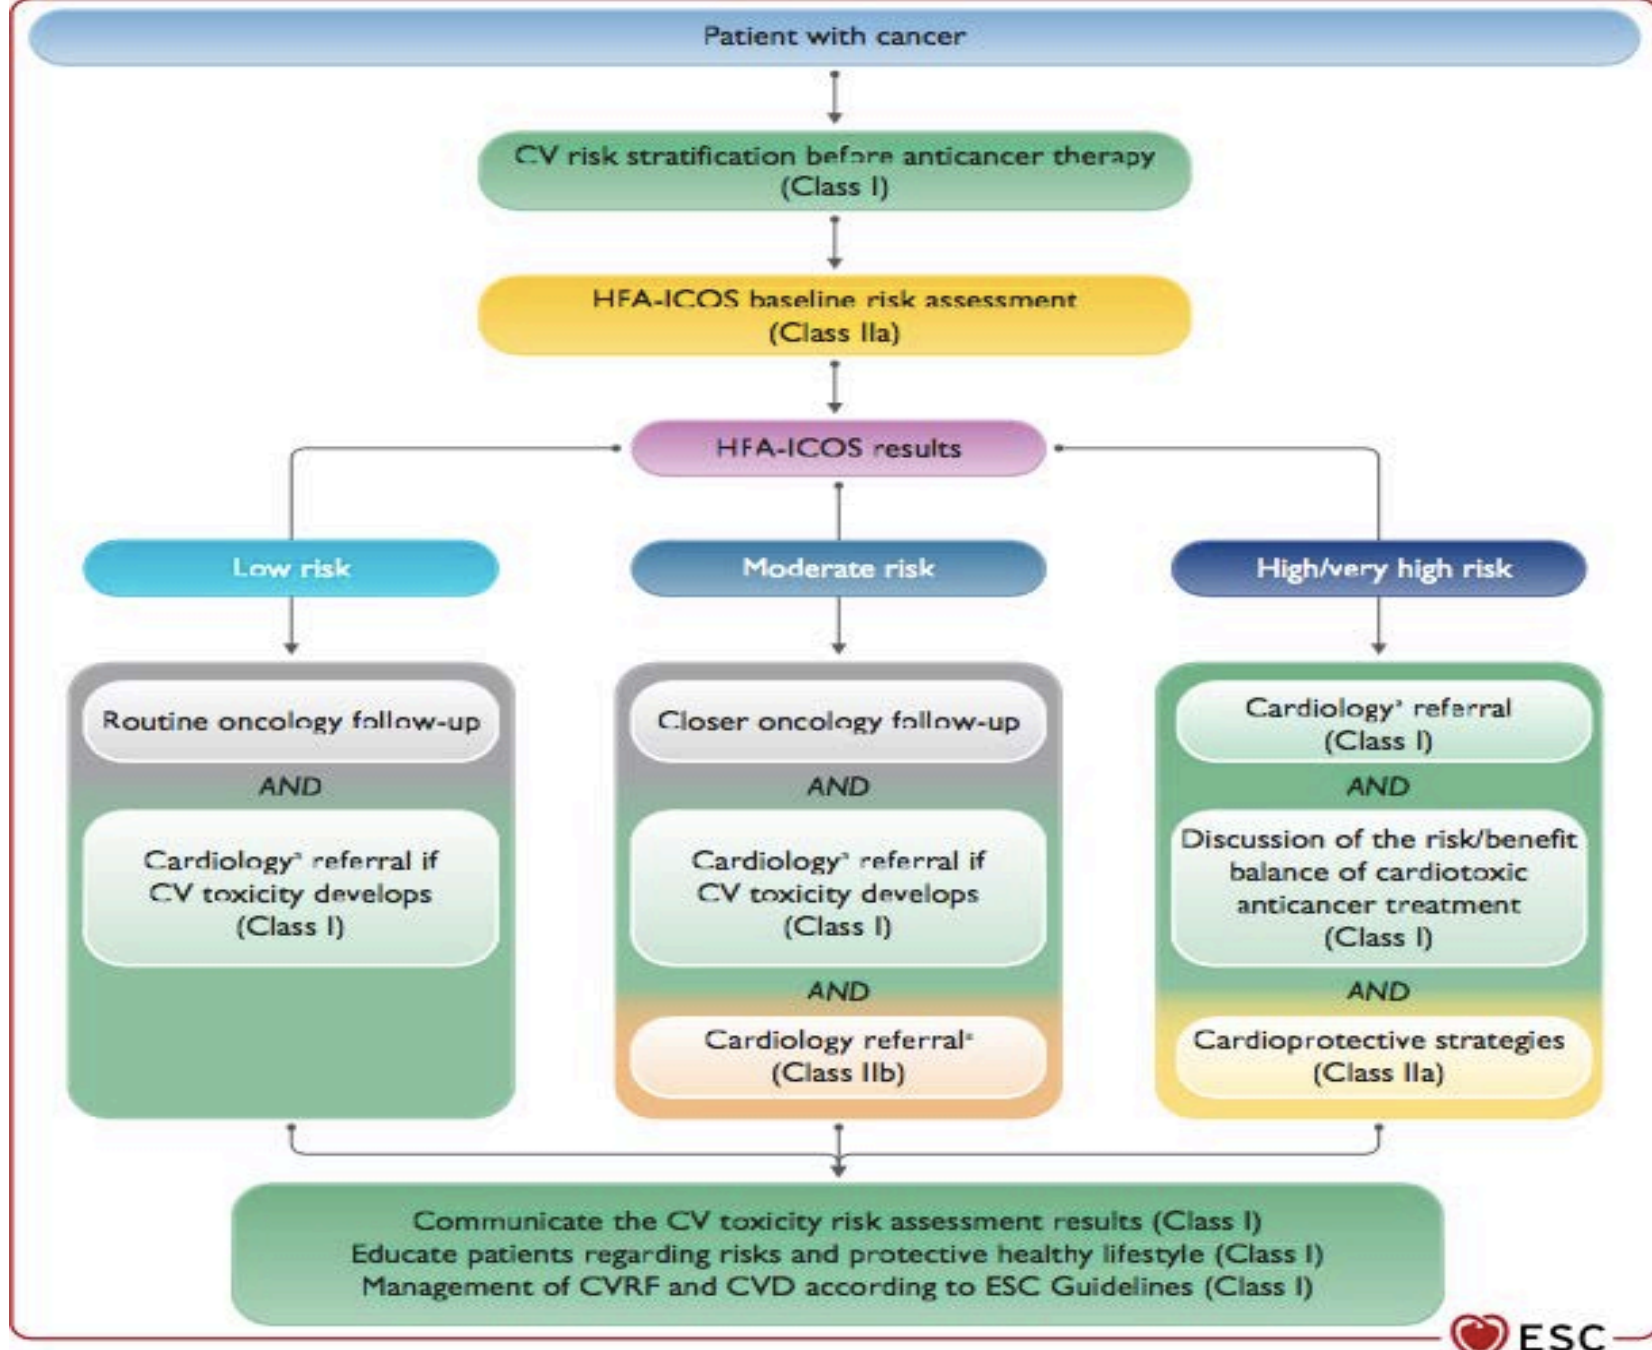 Patient with cancer
CV risk stratification before anticancer therapy
(Class I)
HFA-ICOS baseline risk assessment
(Class IIa)
HFA-ICOS results
Low risk
Moderate risk
High/very high risk
Routine oncology follow-up
AND
Cardiologyᵃ referral if
CV toxicity develops
(Class I)
Closer oncology follow-up
AND
Cardiologyᵃ referral if
CV toxicity develops
(Class I)
AND
Cardiology referralᵃ
(Class IIb)
Cardiologyᵃ referral
(Class I)
AND
Discussion of the risk/benefit
balance of cardiotoxic
anticancer treatment
(Class I)
AND
Cardioprotective strategies
(Class IIa)
Communicate the CV toxicity risk assessment results (Class I)
Educate patients regarding risks and protective healthy lifestyle (Class I)
Management of CVRF and CVD according to ESC Guidelines (Class I)
ESC